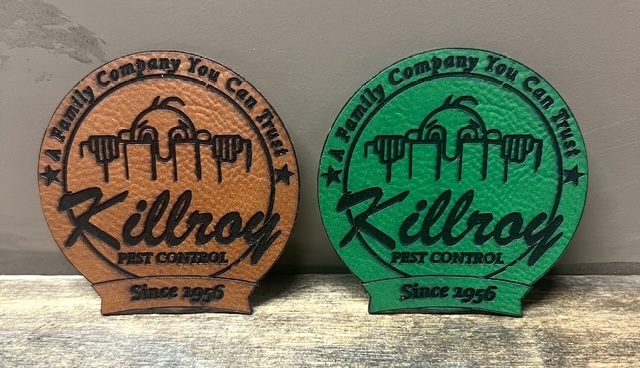 A Family Company You Can Trust
Killroy
PEST CONTROL
Since 1956
A Family Company You Can Trust
Killroy
PEST CONTROL
Since 1956